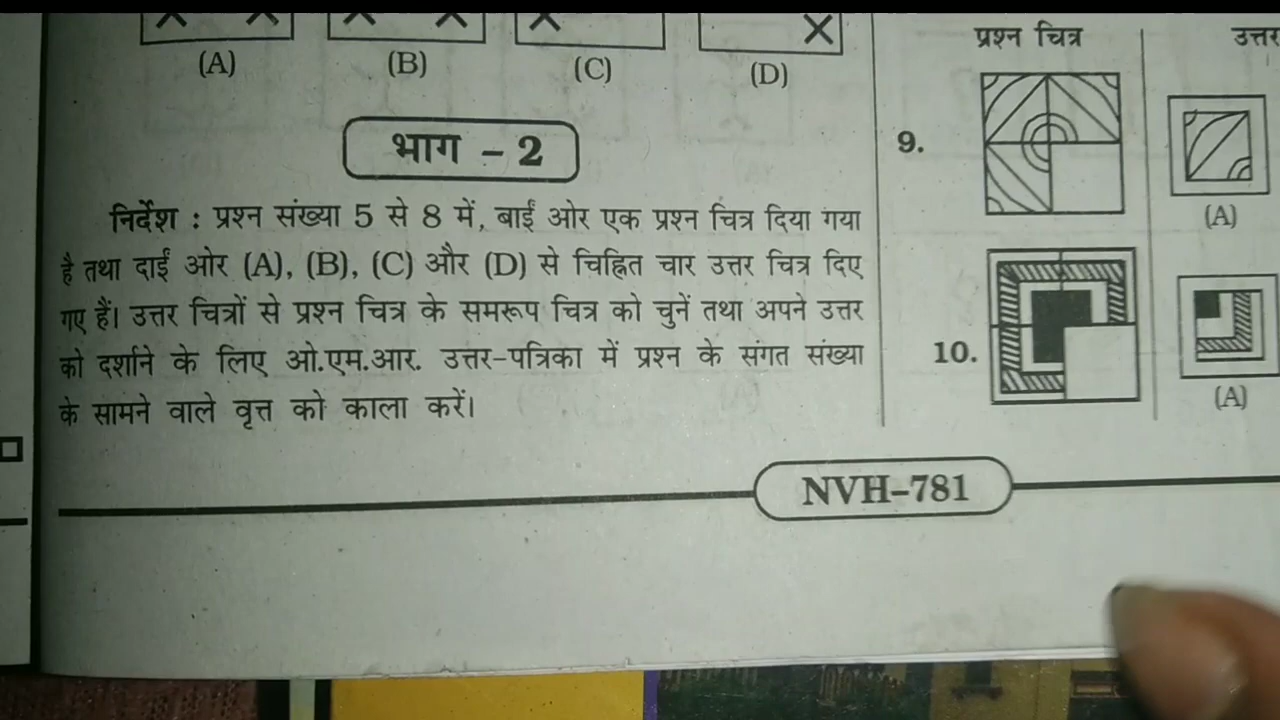 (A) (B) (C) (D)
भाग - 2
निर्देश : प्रश्न संख्या 5 से 8 में, बाईं ओर एक प्रश्न चित्र दिया गया
है तथा दाईं ओर (A), (B), (C) और (D) से चिह्नित चार उत्तर चित्र दिए
गए हैं। उत्तर चित्रों से प्रश्न चित्र के समरूप चित्र को चुनें तथा अपने उत्तर
को दर्शाने के लिए ओ.एम.आर. उत्तर-पत्रिका में प्रश्न के संगत संख्या
के सामने वाले वृत्त को काला करें।
प्रश्न चित्र उत्तर
9.
(A)
10.
(A)
NVH-781